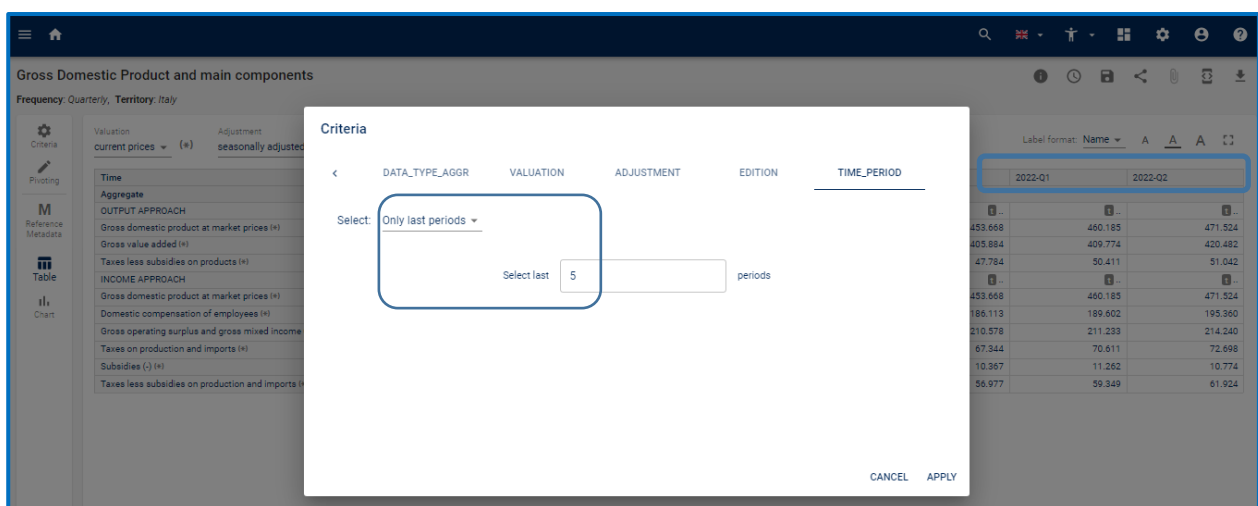 Gross Domestic Product and main components
Frequency: Quarterly, Territory: Italy
Criteria
Pivoting
M
Reference Metadata
Table
Chart
Valuation
current prices (*)
Adjustment
seasonally adjusted
Label format: Name A A A
Time 2022-Q1 2022-Q2
Aggregate
OUTPUT APPROACH t .. t .. t ..
Gross domestic product at market prices (*) 453.668 460.185 471.524
Gross value added (*) 405.884 409.774 420.482
Taxes less subsidies on products (*) 47.784 50.411 51.042
INCOME APPROACH t .. t .. t ..
Gross domestic product at market prices (*) 453.668 460.185 471.524
Domestic compensation of employees (*) 186.113 189.602 195.360
Gross operating surplus and gross mixed income 210.578 211.233 214.240
Taxes on production and imports (*) 67.344 70.611 72.698
Subsidies (-) (*) 10.367 11.262 10.774
Taxes less subsidies on production and imports (* 56.977 59.349 61.924
Criteria
DATA_TYPE_AGGR VALUATION ADJUSTMENT EDITION TIME_PERIOD
Select: Only last periods
Select last 5 periods
CANCEL APPLY